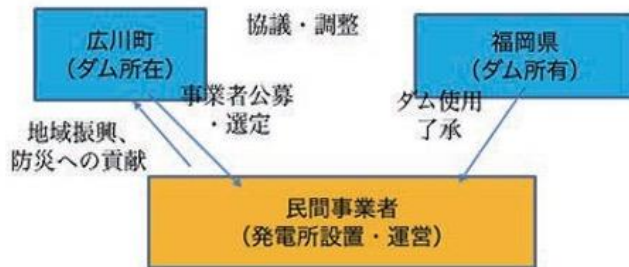 広川町
（ダム所在）
協議・調整
福岡県
（ダム所有）
事業者公募
・選定
ダム使用
了承
地域振興、
防災への貢献
民間事業者
（発電所設置・運営）